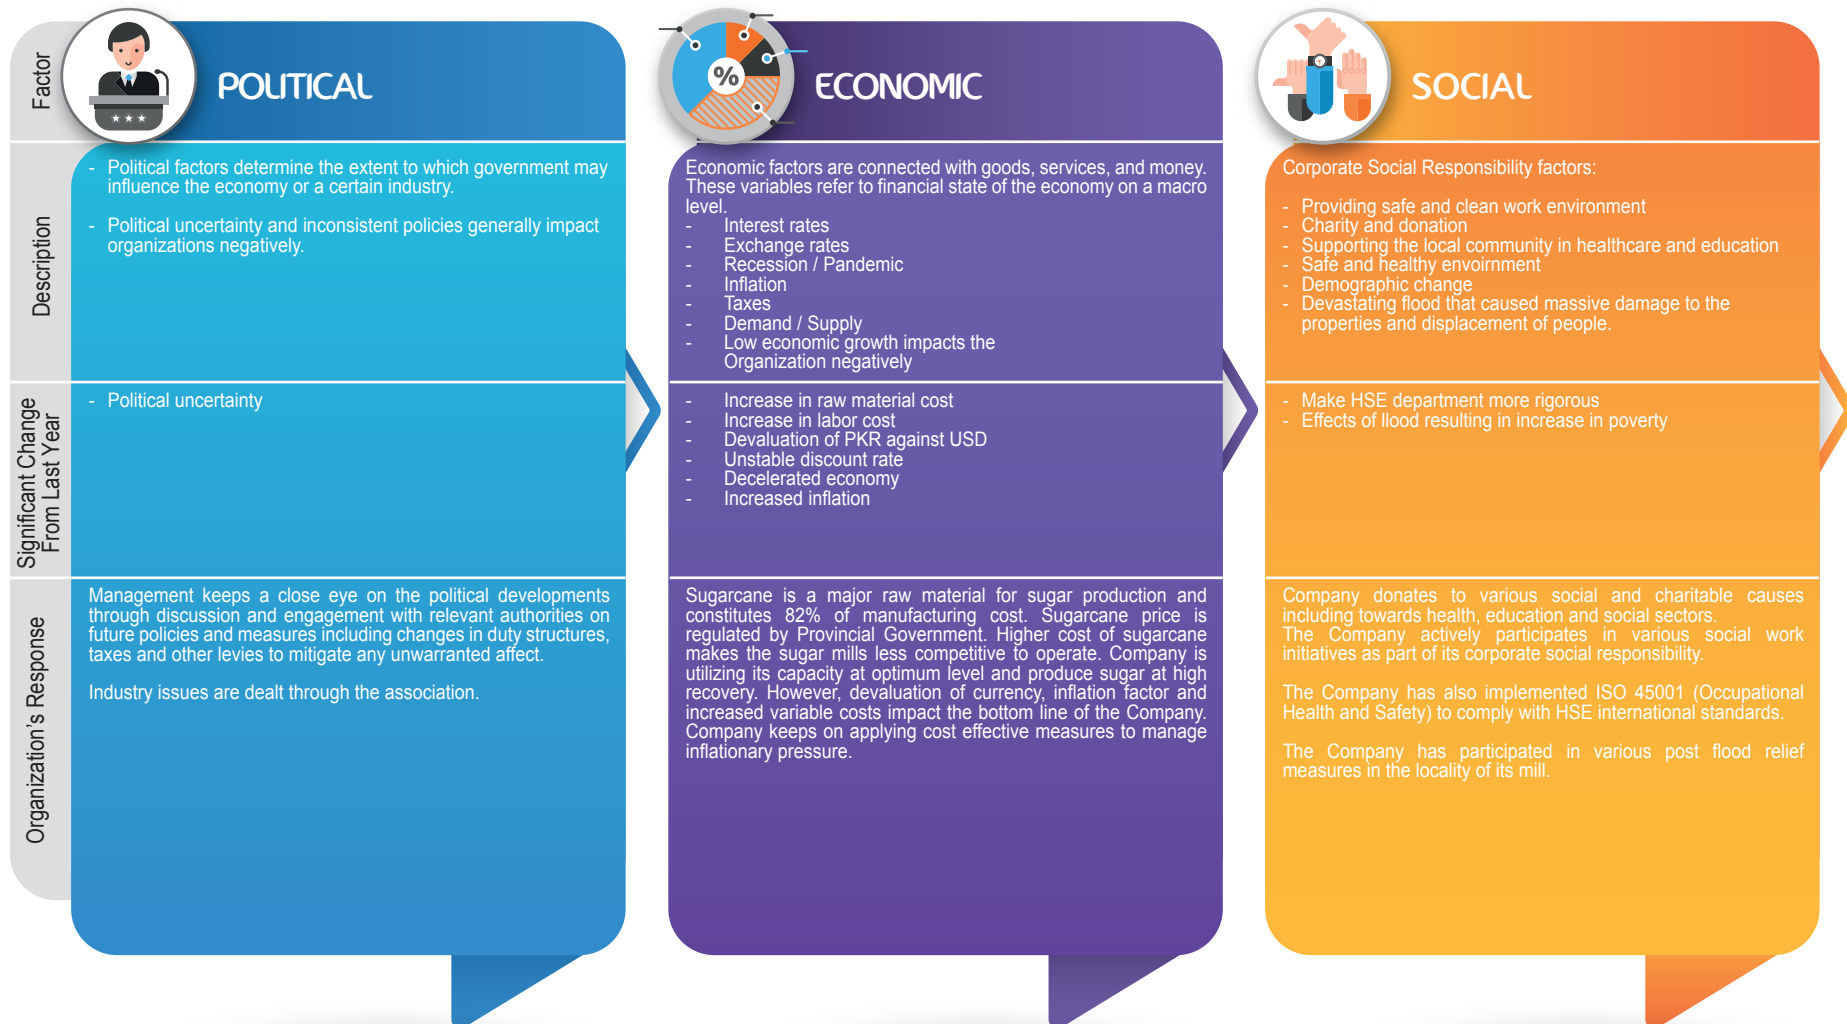 Factor
POLITICAL
ECONOMIC
SOCIAL
Description
- Political factors determine the extent to which government may
influence the economy or a certain industry.
- Political uncertainty and inconsistent policies generally impact
organizations negatively.
Economic factors are connected with goods, services, and money.
These variables refer to financial state of the economy on a macro
level.
- Interest rates
- Exchange rates
- Recession / Pandemic
- Inflation
- Taxes
- Demand / Supply
- Low economic growth impacts the
Organization negatively
Corporate Social Responsibility factors:
- Providing safe and clean work environment
- Charity and donation
- Supporting the local community in healthcare and education
- Safe and healthy envoirnment
- Demographic change
- Devastating flood that caused massive damage to the
properties and displacement of people.
Significant Change
From Last Year
- Political uncertainty
- Increase in raw material cost
- Increase in labor cost
- Devaluation of PKR against USD
- Unstable discount rate
- Decelerated economy
- Increased inflation
- Make HSE department more rigorous
- Effects of llood resulting in increase in poverty
Organization's Response
Management keeps a close eye on the political developments
through discussion and engagement with relevant authorities on
future policies and measures including changes in duty structures,
taxes and other levies to mitigate any unwarranted affect.
Industry issues are dealt through the association.
Sugarcane is a major raw material for sugar production and
constitutes 82% of manufacturing cost. Sugarcane price is
regulated by Provincial Government. Higher cost of sugarcane
makes the sugar mills less competitive to operate. Company is
utilizing its capacity at optimum level and produce sugar at high
recovery. However, devaluation of currency, inflation factor and
increased variable costs impact the bottom line of the Company.
Company keeps on applying cost effective measures to manage
inflationary pressure.
Company donates to various social and charitable causes
including towards health, education and social sectors.
The Company actively participates in various social work
initiatives as part of its corporate social responsibility.
The Company has also implemented ISO 45001 (Occupational
Health and Safety) to comply with HSE international standards.
The Company has participated in various post flood relief
measures in the locality of its mill.
%